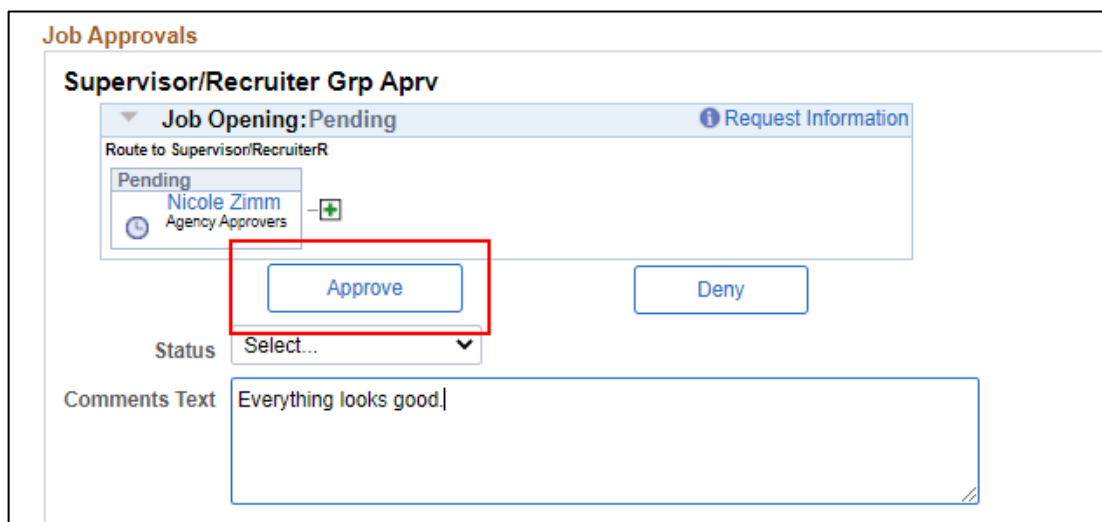 Job Approvals
Supervisor/Recruiter Grp Aprv
Job Opening:Pending Request Information
Route to Supervisor/RecruiterR
Pending
Nicole Zimm
Agency Approvers
Approve Deny
Status Select...
Comments Text Everything looks good.